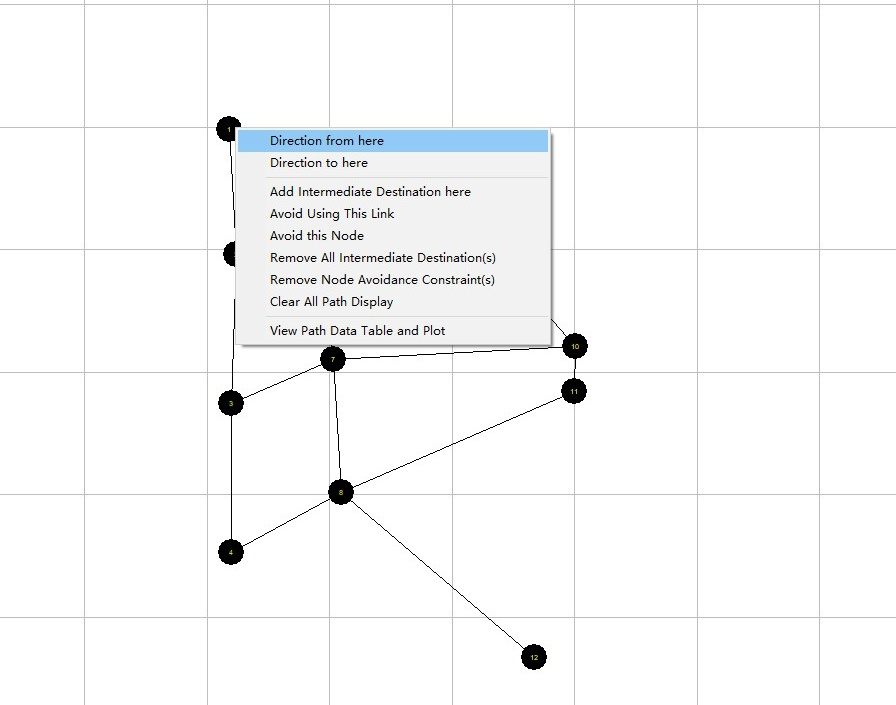 1
Direction from here
Direction to here
Add Intermediate Destination here
Avoid Using This Link
Avoid this Node
Remove All Intermediate Destination(s)
Remove Node Avoidance Constraint(s)
Clear All Path Display
View Path Data Table and Plot
10
7
11
3
8
4
12